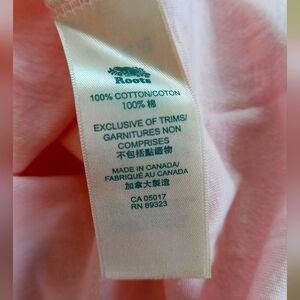 Roots
100% COTTON/COTON
100% 棉
EXCLUSIVE OF TRIMS/
GARNITURES NON
COMPRISES
不包括點綴物
MADE IN CANADA/
FABRIQUÉ AU CANADA
加拿大製造
CA 05017
RN 89323